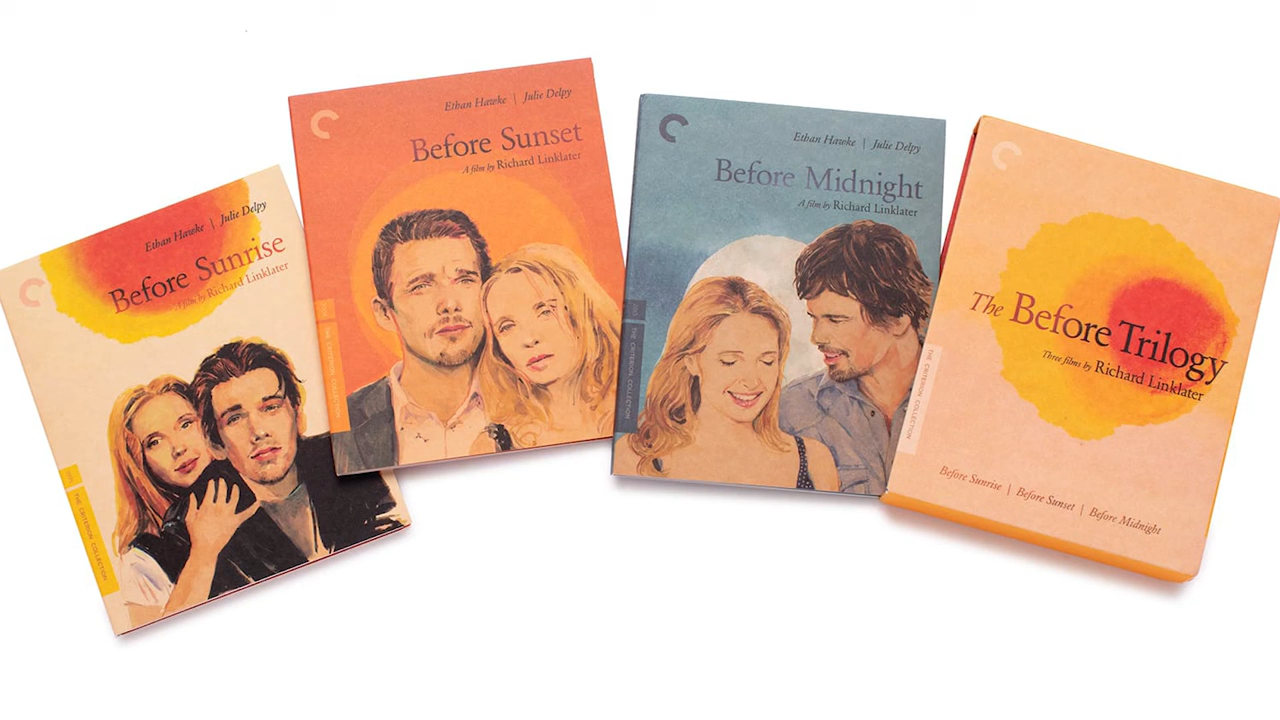 Ethan Hawke | Julie Delpy
Before Sunrise
A film by Richard Linklater
THE CRITERION COLLECTION
Ethan Hawke | Julie Delpy
Before Sunset
A film by Richard Linklater
THE CRITERION COLLECTION
Ethan Hawke | Julie Delpy
Before Midnight
A film by Richard Linklater
THE CRITERION COLLECTION
The Before Trilogy
Three films by Richard Linklater
THE CRITERION COLLECTION
Before Sunrise | Before Sunset | Before Midnight